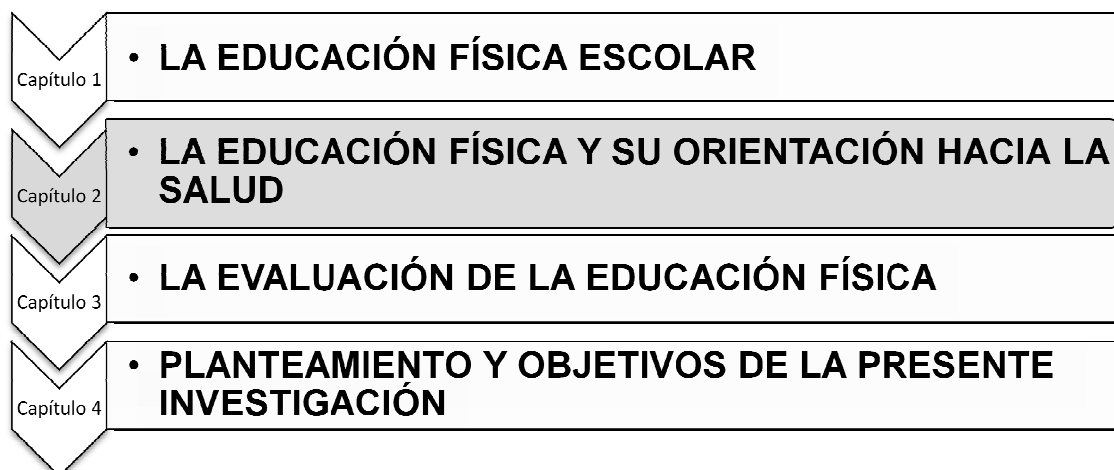 Capítulo 1
• LA EDUCACIÓN FÍSICA ESCOLAR
Capítulo 2
• LA EDUCACIÓN FÍSICA Y SU ORIENTACIÓN HACIA LA
SALUD
Capítulo 3
• LA EVALUACIÓN DE LA EDUCACIÓN FÍSICA
Capítulo 4
• PLANTEAMIENTO Y OBJETIVOS DE LA PRESENTE
INVESTIGACIÓN